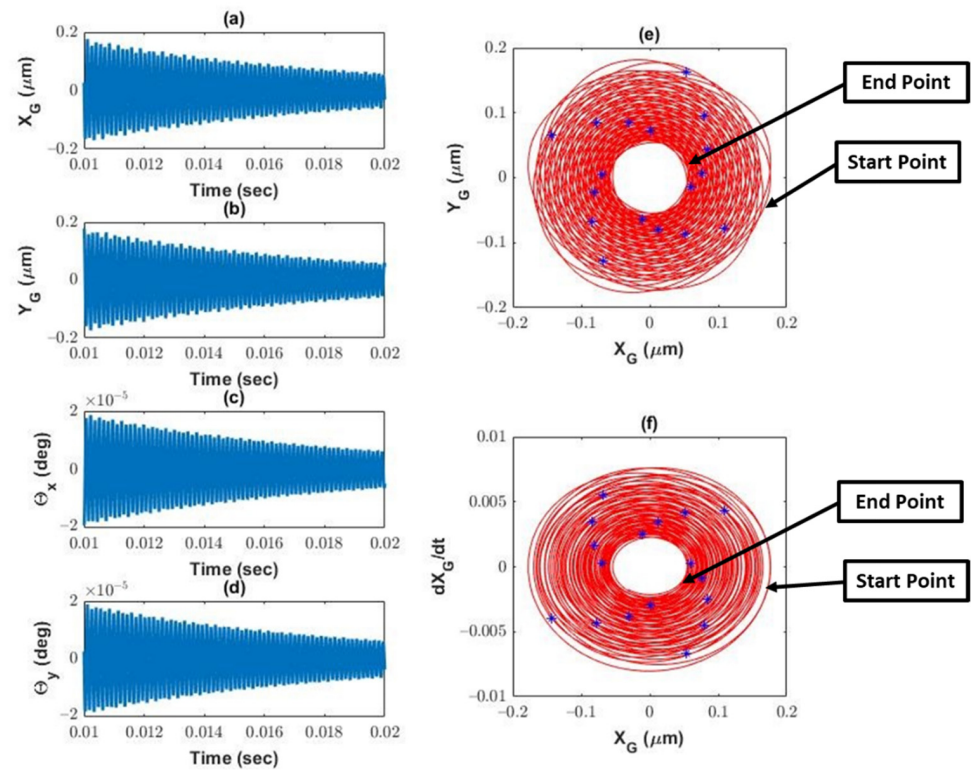 (a)
0.2
0
−0.2
X_G (μm)
0.01 0.012 0.014 0.016 0.018 0.02
Time (sec)
(b)
0.2
0
0.2
Y_G (μm)
0.01 0.012 0.014 0.016 0.018 0.02
Time (sec)
(c)
×10⁻⁵
2
0
−2
Θ_x (deg)
0.01 0.012 0.014 0.016 0.018 0.02
Time (sec)
(d)
×10⁻⁵
2
0
−2
Θ_y (deg)
0.01 0.012 0.014 0.016 0.018 0.02
Time (sec)
(e)
0.2
0.1
0
−0.1
−0.2
Y_G (μm)
−0.2 −0.1 0 0.1 0.2
X_G (μm)
End Point
Start Point
(f)
0.01
0.005
0
−0.005
−0.01
dX_G/dt
−0.2 −0.1 0 0.1 0.2
X_G (μm)
End Point
Start Point